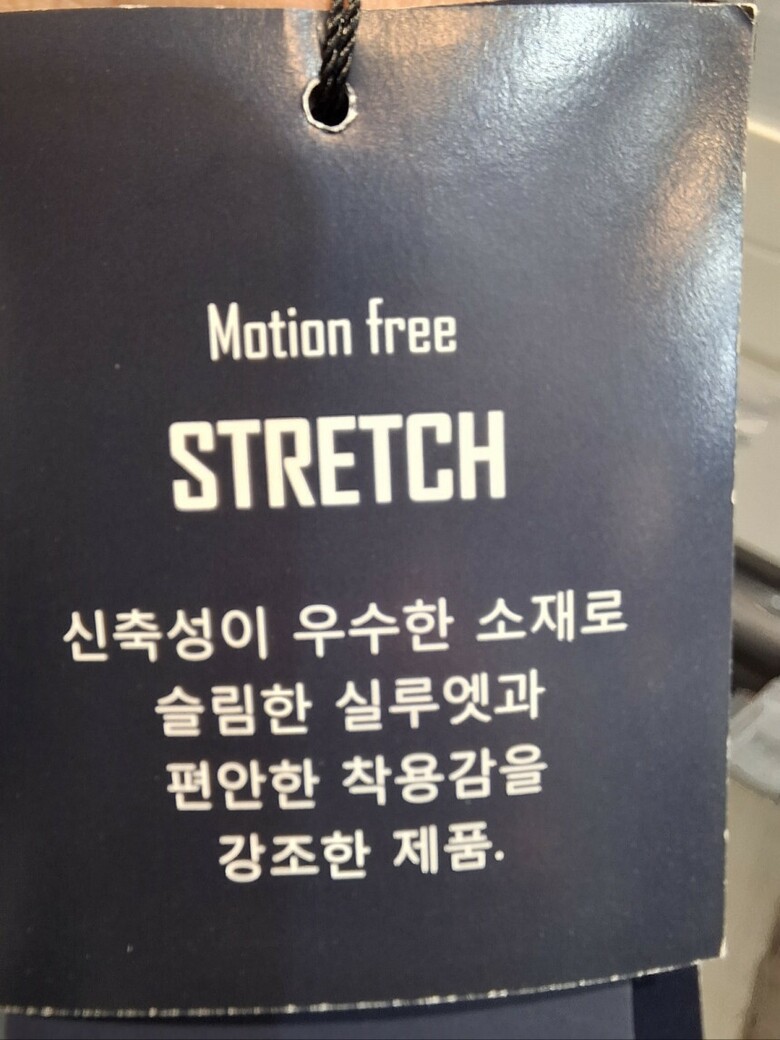 Motion free
STRETCH
신축성이 우수한 소재로
슬림한 실루엣과
편안한 착용감을
강조한 제품.